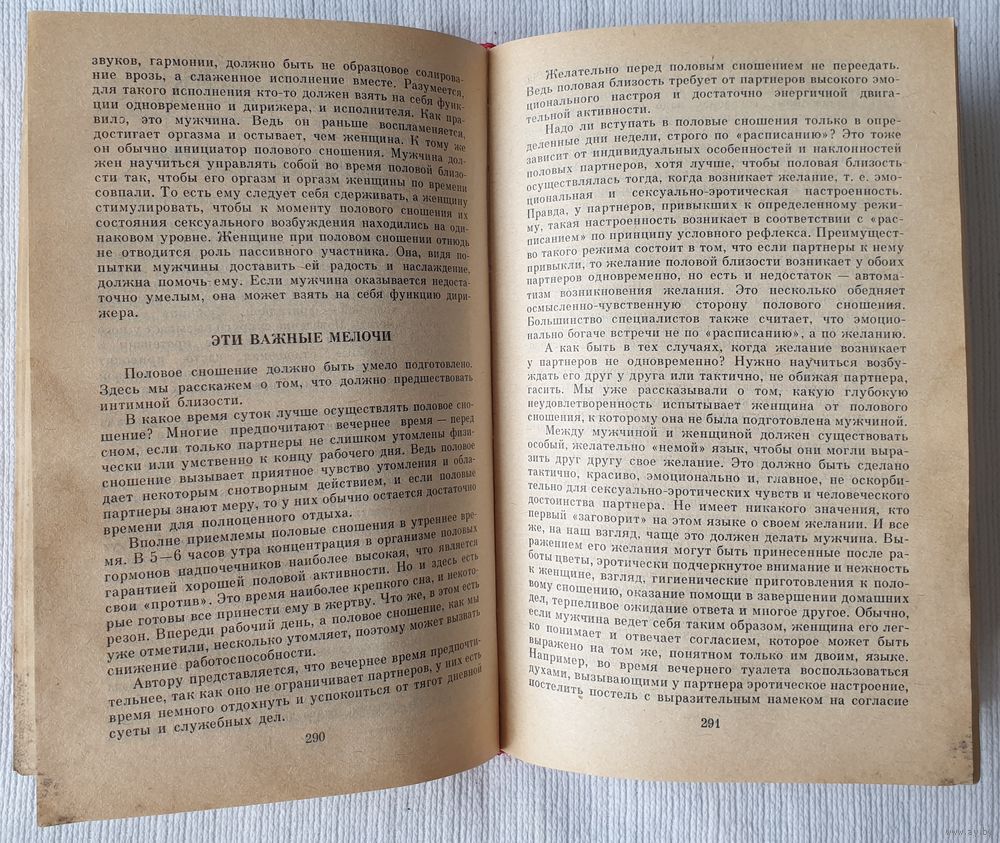 звуков, гармонии, должно быть не образцовое солирова-
ние врозь, а слаженное исполнение вместе. Разумеется,
для такого исполнения кто-то должен взять на себя функ-
ции одновременно и дирижера, и исполнителя. Как пра-
вило, это мужчина. Ведь он раньше воспламеняется,
достигает оргазма и остывает, чем женщина. К тому же
он обычно инициатор полового сношения. Мужчина дол-
жен научиться управлять собой во время половой близо-
сти так, чтобы его оргазм и оргазм женщины по времени
совпали. То есть ему следует себя сдерживать, а женщину
стимулировать, чтобы к моменту полового сношения их
состояния сексуального возбуждения находились на оди-
наковом уровне. Женщине при половом сношении отнюдь
не отводится роль пассивного участника. Она, видя по-
пытки мужчины доставить ей радость и наслаждение,
должна помочь ему. Если мужчина оказывается недоста-
точно умелым, она может взять на себя функцию дири-
жера.
ЭТИ ВАЖНЫЕ МЕЛОЧИ
Половое сношение должно быть умело подготовлено.
Здесь мы расскажем о том, что должно предшествовать
интимной близости.
В какое время суток лучше осуществлять половое сно-
шение? Многие предпочитают вечернее время — перед
сном, если только партнеры не слишком утомлены физи-
чески или умственно к концу рабочего дня. Ведь половое
сношение вызывает приятное чувство утомления и обла-
дает некоторым снотворным действием, и если половые
партнеры знают меру, то у них обычно остается достаточно
времени для полноценного отдыха.
Вполне приемлемы половые сношения в утреннее вре-
мя. В 5—6 часов утра концентрация в организме половых
гормонов надпочечников наиболее высокая, что является
гарантией хорошей половой активности. Но и здесь есть
свои «против». Это время наиболее крепкого сна, и некото-
рые готовы все принести ему в жертву. Что же, в этом есть
резон. Впереди рабочий день, а половое сношение, как мы
уже отметили, несколько утомляет, поэтому может вызвать
снижение работоспособности.
Автору представляется, что вечернее время предпочти-
тельнее, так как оно не ограничивает партнеров, у них есть
время немного отдохнуть и успокоиться от тягот дневной
суеты и служебных дел.
290
Желательно перед половым сношением не переедать.
Ведь половая близость требует от партнеров высокого эмо-
ционального настроя и достаточно энергичной двига-
тельной активности.
Надо ли вступать в половые сношения только в опре-
деленные дни недели, строго по «расписанию»? Это тоже
зависит от индивидуальных особенностей и наклонностей
половых партнеров, хотя лучше, чтобы половая близость
осуществлялась тогда, когда возникает желание, т. е. эмо-
циональная и сексуально-эротическая настроенность.
Правда, у партнеров, привыкших к определенному режи-
му, такая настроенность возникает в соответствии с «рас-
писанием» по принципу условного рефлекса. Преимущест-
во такого режима состоит в том, что если партнеры к нему
привыкли, то желание половой близости возникает у обоих
партнеров одновременно, но есть и недостаток — автома-
тизм возникновения желания. Это несколько обедняет
осмысленно-чувственную сторону полового сношения.
Большинство специалистов также считает, что эмоцио-
нально богаче встречи не по «расписанию», а по желанию.
А как быть в тех случаях, когда желание возникает
у партнеров не одновременно? Нужно научиться возбу-
ждать его друг у друга или тактично, не обижая партнера,
гасить. Мы уже рассказывали о том, какую глубокую
неудовлетворенность испытывает женщина от полового
сношения, к которому она не была подготовлена мужчиной.
Между мужчиной и женщиной должен существовать
особый, желательно «немой» язык, чтобы они могли выра-
зить друг другу свое желание. Это должно быть сделано
тактично, красиво, эмоционально и, главное, не оскорби-
тельно для сексуально-эротических чувств и человеческого
достоинства партнера. Не имеет никакого значения, кто
первый «заговорит» на этом языке о своем желании. И все
же, на наш взгляд, чаще это должен делать мужчина. Вы-
ражением его желания могут быть принесенные после ра-
боты цветы, эротически подчеркнутое внимание и нежность
к женщине, взгляд, гигиенические приготовления к поло-
вому сношению, оказание помощи в завершении домашних
дел, терпеливое ожидание ответа и многое другое. Обычно,
если мужчина ведет себя таким образом, женщина его лег-
ко понимает и отвечает согласием, которое может быть
выражено на том же, понятном только им двоим, языке.
Например, во время вечернего туалета воспользоваться
духами, вызывающими у партнера эротическое настроение,
постелить постель с выразительным намеком на согласие
291
www.ay.by